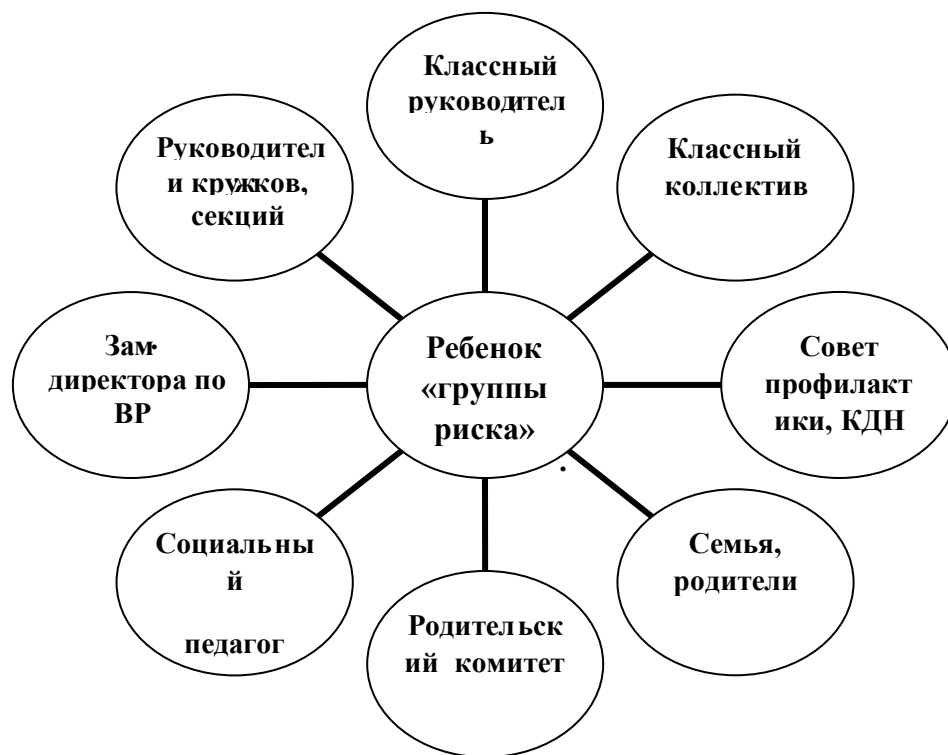 Классный
руководител
ь
Руководител
и кружков,
секций
Классный
коллектив
Зам.
директора по
ВР
Ребенок
«группы
риска»
.
Совет
профилакт
ики, КДН
Социальны
й
педагог
Семья,
родители
Родительск
ий комитет